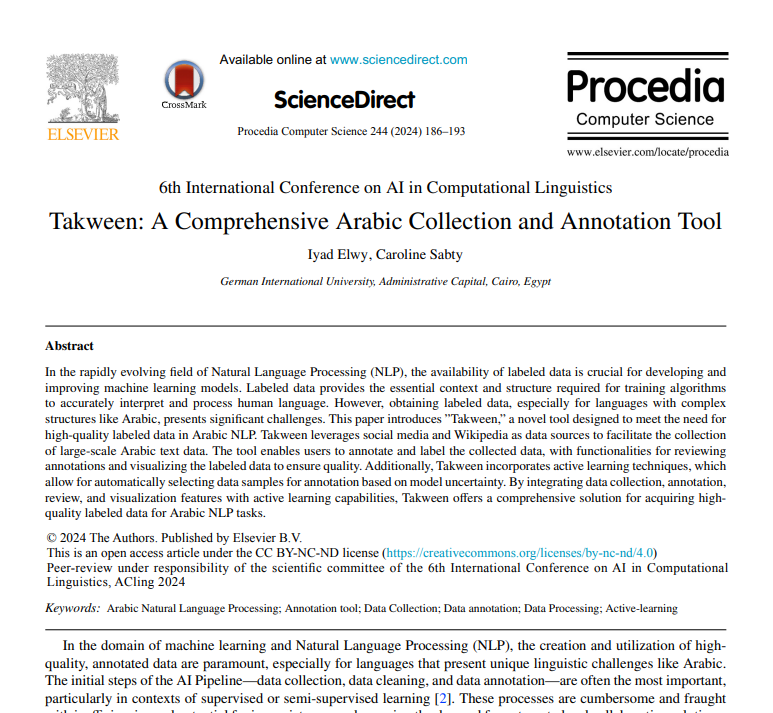 Available online at www.sciencedirect.com
CrossMark
ScienceDirect
ELSEVIER
Procedia Computer Science 244 (2024) 186–193
Procedia
Computer Science
www.elsevier.com/locate/procedia
6th International Conference on AI in Computational Linguistics
Takween: A Comprehensive Arabic Collection and Annotation Tool
Iyad Elwy, Caroline Sabty
German International University, Administrative Capital, Cairo, Egypt
Abstract
In the rapidly evolving field of Natural Language Processing (NLP), the availability of labeled data is crucial for developing and
improving machine learning models. Labeled data provides the essential context and structure required for training algorithms
to accurately interpret and process human language. However, obtaining labeled data, especially for languages with complex
structures like Arabic, presents significant challenges. This paper introduces ”Takween,” a novel tool designed to meet the need for
high-quality labeled data in Arabic NLP. Takween leverages social media and Wikipedia as data sources to facilitate the collection
of large-scale Arabic text data. The tool enables users to annotate and label the collected data, with functionalities for reviewing
annotations and visualizing the labeled data to ensure quality. Additionally, Takween incorporates active learning techniques, which
allow for automatically selecting data samples for annotation based on model uncertainty. By integrating data collection, annotation,
review, and visualization features with active learning capabilities, Takween offers a comprehensive solution for acquiring high-
quality labeled data for Arabic NLP tasks.
© 2024 The Authors. Published by Elsevier B.V.
This is an open access article under the CC BY-NC-ND license (https://creativecommons.org/licenses/by-nc-nd/4.0)
Peer-review under responsibility of the scientific committee of the 6th International Conference on AI in Computational
Linguistics, ACling 2024
Keywords: Arabic Natural Language Processing; Annotation tool; Data Collection; Data annotation; Data Processing; Active-learning
In the domain of machine learning and Natural Language Processing (NLP), the creation and utilization of high-
quality, annotated data are paramount, especially for languages that present unique linguistic challenges like Arabic.
The initial steps of the AI Pipeline—data collection, data cleaning, and data annotation—are often the most important,
particularly in contexts of supervised or semi-supervised learning [2]. These processes are cumbersome and fraught